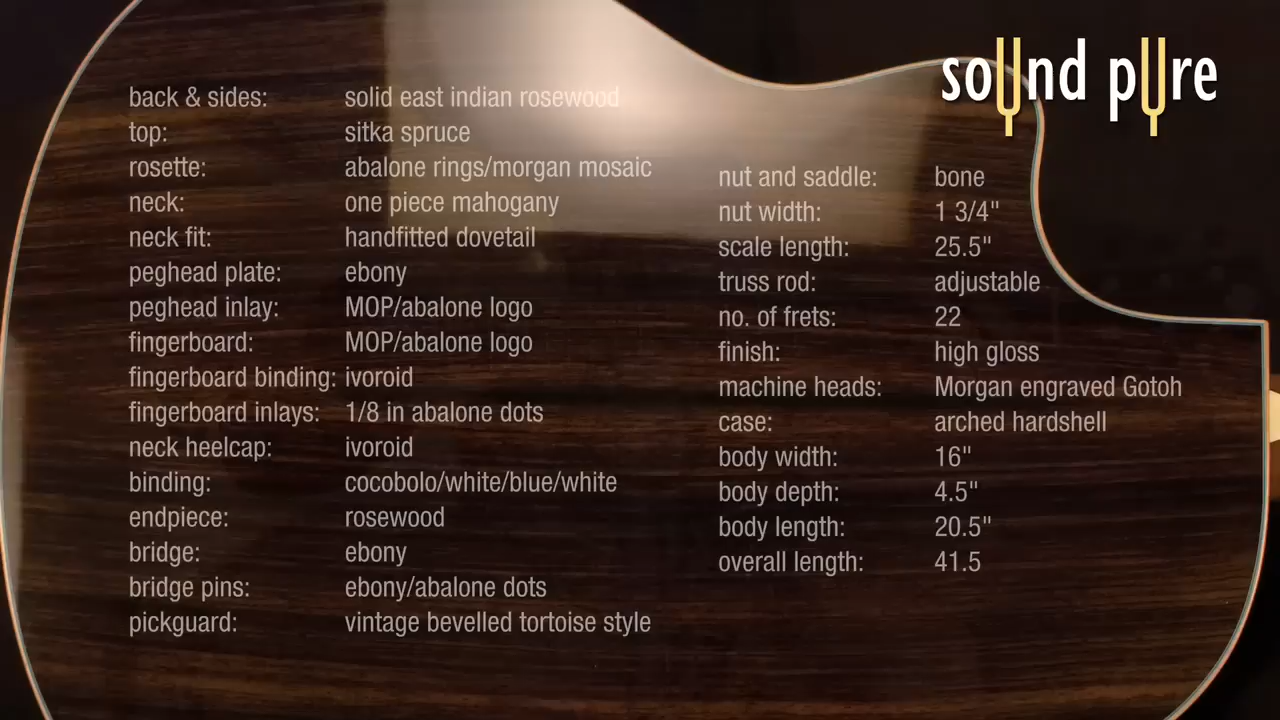 sound pure
back & sides: solid east indian rosewood
top: sitka spruce
rosette: abalone rings/morgan mosaic
neck: one piece mahogany
neck fit: handfitted dovetail
peghead plate: ebony
peghead inlay: MOP/abalone logo
fingerboard: MOP/abalone logo
fingerboard binding: ivoroid
fingerboard inlays: 1/8 in abalone dots
neck heelcap: ivoroid
binding: cocobolo/white/blue/white
endpiece: rosewood
bridge: ebony
bridge pins: ebony/abalone dots
pickguard: vintage bevelled tortoise style
nut and saddle: bone
nut width: 1 3/4"
scale length: 25.5"
truss rod: adjustable
no. of frets: 22
finish: high gloss
machine heads: Morgan engraved Gotoh
case: arched hardshell
body width: 16"
body depth: 4.5"
body length: 20.5"
overall length: 41.5